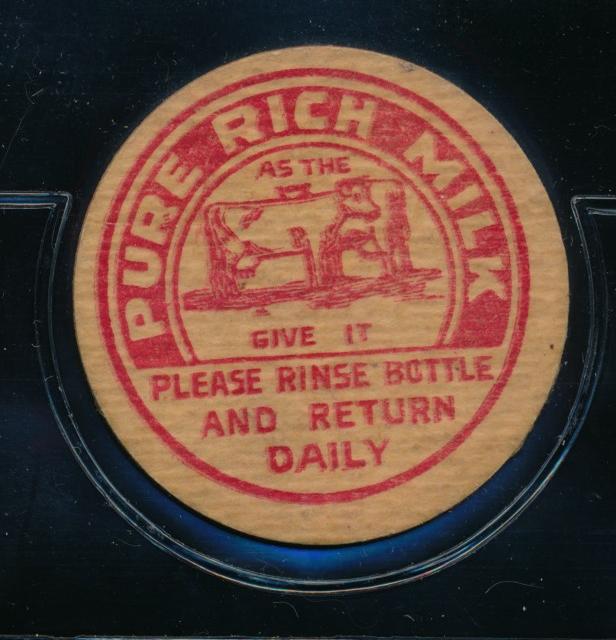 PURE RICH MILK
AS THE
GIVE IT
PLEASE RINSE BOTTLE
AND RETURN
DAILY